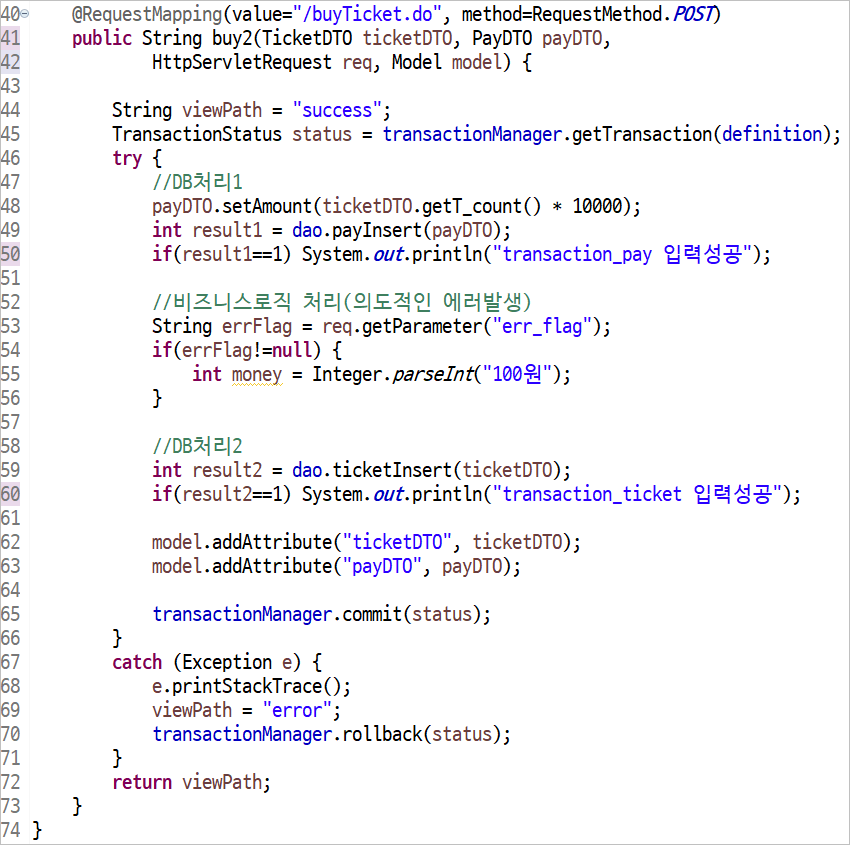 40 @RequestMapping(value="/buyTicket.do", method=RequestMethod.POST)
41 public String buy2(TicketDTO ticketDTO, PayDTO payDTO,
42 HttpServletRequest req, Model model) {
43
44 String viewPath = "success";
45 TransactionStatus status = transactionManager.getTransaction(definition);
46 try {
47 //DB처리1
48 payDTO.setAmount(ticketDTO.getT_count() * 10000);
49 int result1 = dao.payInsert(payDTO);
50 if(result1==1) System.out.println("transaction_pay 입력성공");
51
52 //비즈니스로직 처리(의도적인 에러발생)
53 String errFlag = req.getParameter("err_flag");
54 if(errFlag!=null) {
55 int money = Integer.parseInt("100원");
56 }
57
58 //DB처리2
59 int result2 = dao.ticketInsert(ticketDTO);
60 if(result2==1) System.out.println("transaction_ticket 입력성공");
61
62 model.addAttribute("ticketDTO", ticketDTO);
63 model.addAttribute("payDTO", payDTO);
64
65 transactionManager.commit(status);
66 }
67 catch (Exception e) {
68 e.printStackTrace();
69 viewPath = "error";
70 transactionManager.rollback(status);
71 }
72 return viewPath;
73 }
74 }